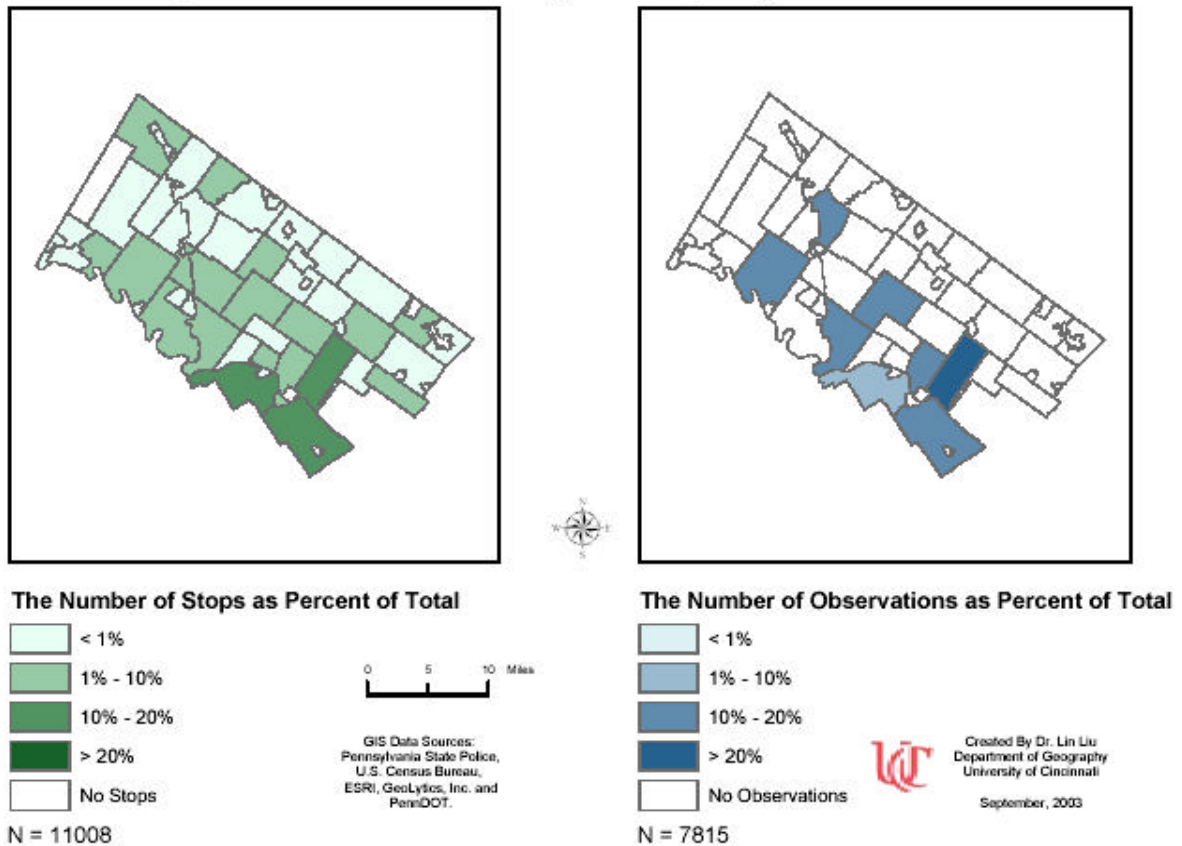 N
W E
S
The Number of Stops as Percent of Total
< 1%
1% - 10%
10% - 20%
> 20%
No Stops
N = 11008
0 5 10 Miles
GIS Data Sources:
Pennsylvania State Police,
U.S. Census Bureau,
ESRI, GeoLytics, Inc. and
PennDOT.
The Number of Observations as Percent of Total
< 1%
1% - 10%
10% - 20%
> 20%
No Observations
N = 7815
UC
Created By Dr. Lin Liu
Department of Geography
University of Cincinnati
September, 2003